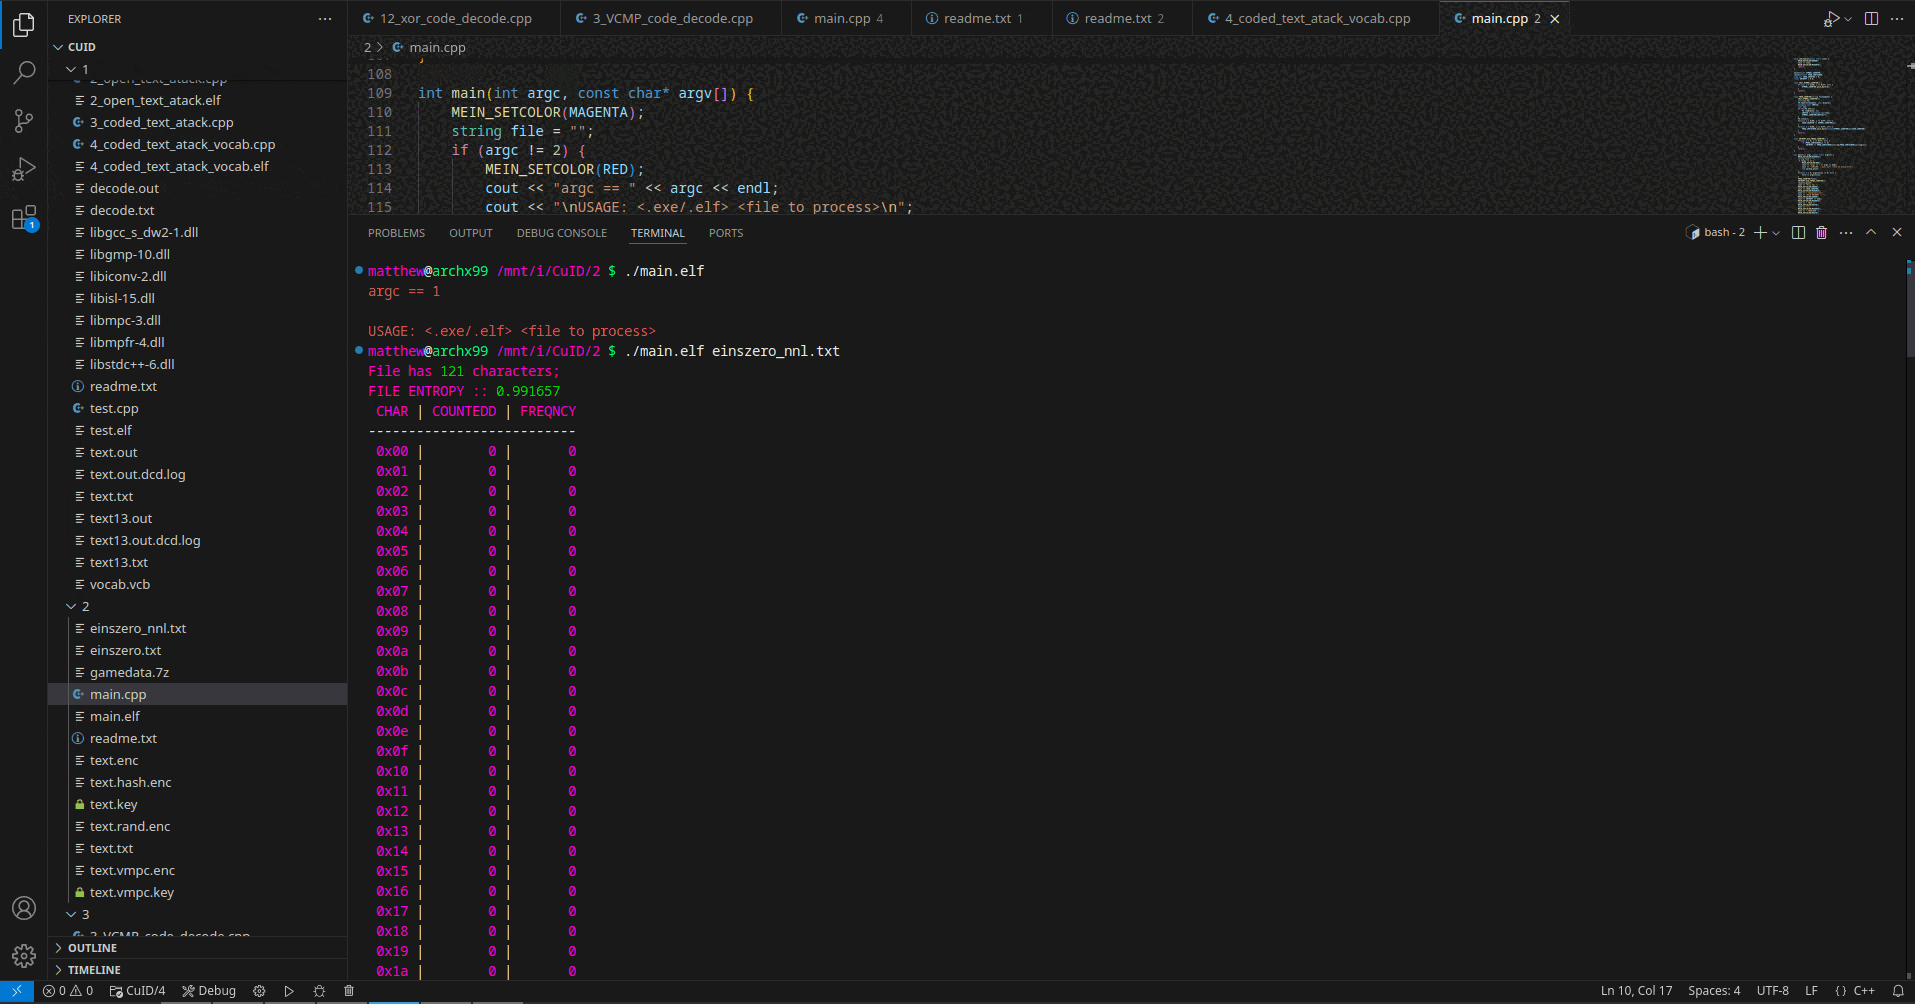 EXPLORER
CUID
1
2_open_text_atack.cpp
2_open_text_atack.elf
3_coded_text_atack.cpp
4_coded_text_atack_vocab.cpp
4_coded_text_atack_vocab.elf
decode.out
decode.txt
libgcc_s_dw2-1.dll
libgmp-10.dll
libiconv-2.dll
libisl-15.dll
libmpc-3.dll
libmpfr-4.dll
libstdc++-6.dll
readme.txt
test.cpp
test.elf
text.out
text.out.dcd.log
text.txt
text13.out
text13.out.dcd.log
text13.txt
vocab.vcb
2
einszero_nnl.txt
einszero.txt
gamedata.7z
main.cpp
main.elf
readme.txt
text.enc
text.hash.enc
text.key
text.rand.enc
text.txt
text.vmpc.enc
text.vmpc.key
3
3_VCMP_code_decode.cpp
OUTLINE
TIMELINE
1
12_xor_code_decode.cpp 3_VCMP_code_decode.cpp main.cpp 4 readme.txt 1 readme.txt 2 4_coded_text_atack_vocab.cpp main.cpp 2
2 > main.cpp
108
109 int main(int argc, const char* argv[]) {
110 MEIN_SETCOLOR(MAGENTA);
111 string file = "";
112 if (argc != 2) {
113 MEIN_SETCOLOR(RED);
114 cout << "argc == " << argc << endl;
115 cout << "\nUSAGE: <.exe/.elf> <file to process>\n";
PROBLEMS OUTPUT DEBUG CONSOLE TERMINAL PORTS bash - 2
matthew@archx99 /mnt/i/CuID/2 $ ./main.elf
argc == 1
USAGE: <.exe/.elf> <file to process>
matthew@archx99 /mnt/i/CuID/2 $ ./main.elf einszero_nnl.txt
File has 121 characters;
FILE ENTROPY :: 0.991657
CHAR | COUNTEDD | FREQNCY
--------------------------
0x00 | 0 | 0
0x01 | 0 | 0
0x02 | 0 | 0
0x03 | 0 | 0
0x04 | 0 | 0
0x05 | 0 | 0
0x06 | 0 | 0
0x07 | 0 | 0
0x08 | 0 | 0
0x09 | 0 | 0
0x0a | 0 | 0
0x0b | 0 | 0
0x0c | 0 | 0
0x0d | 0 | 0
0x0e | 0 | 0
0x0f | 0 | 0
0x10 | 0 | 0
0x11 | 0 | 0
0x12 | 0 | 0
0x13 | 0 | 0
0x14 | 0 | 0
0x15 | 0 | 0
0x16 | 0 | 0
0x17 | 0 | 0
0x18 | 0 | 0
0x19 | 0 | 0
0x1a | 0 | 0
0 0 CuID/4 Debug Ln 10, Col 17 Spaces: 4 UTF-8 LF {} C++